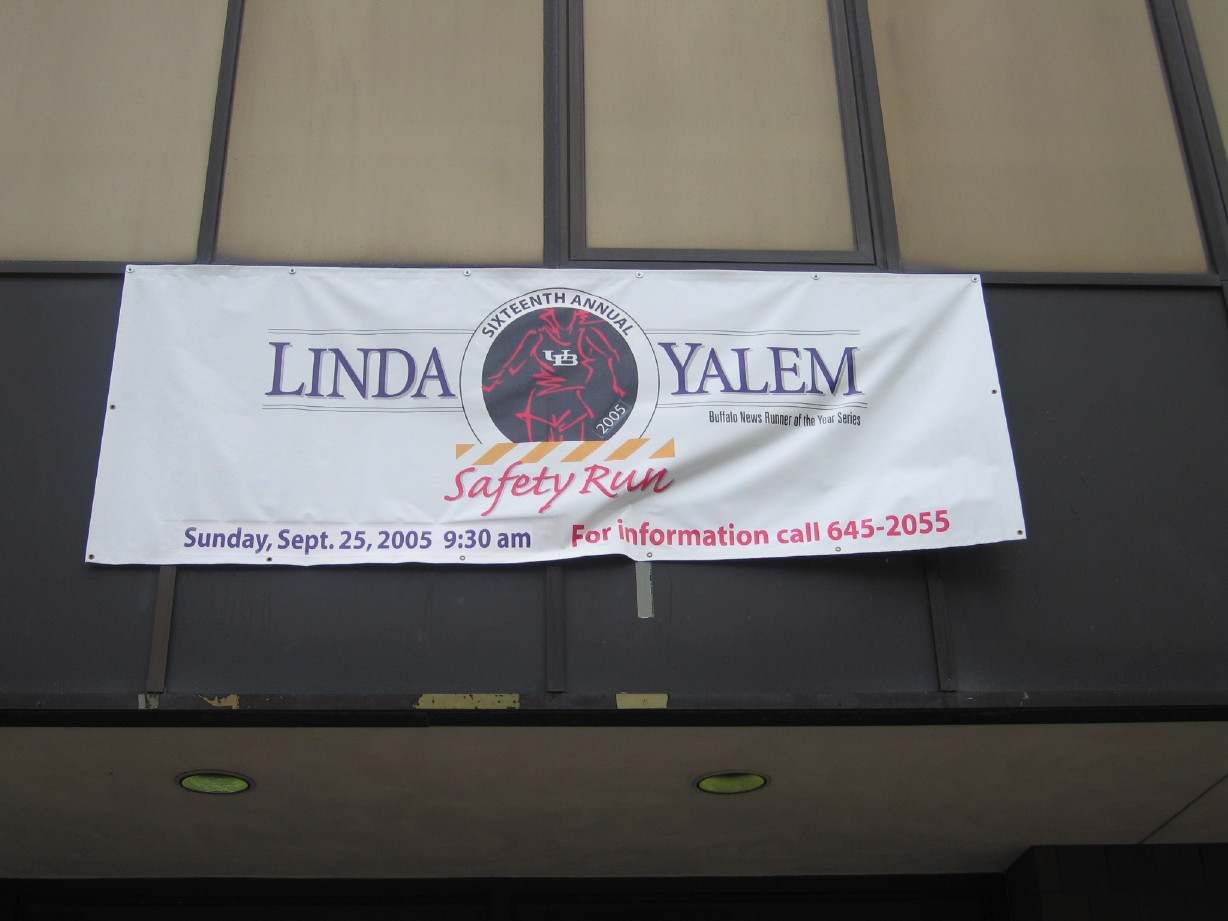 SIXTEENTH ANNUAL
LINDA YALEM
UB
2005
Buffalo News Runner of the Year Series
Safety Run
Sunday, Sept. 25, 2005 9:30 am
For information call 645-2055